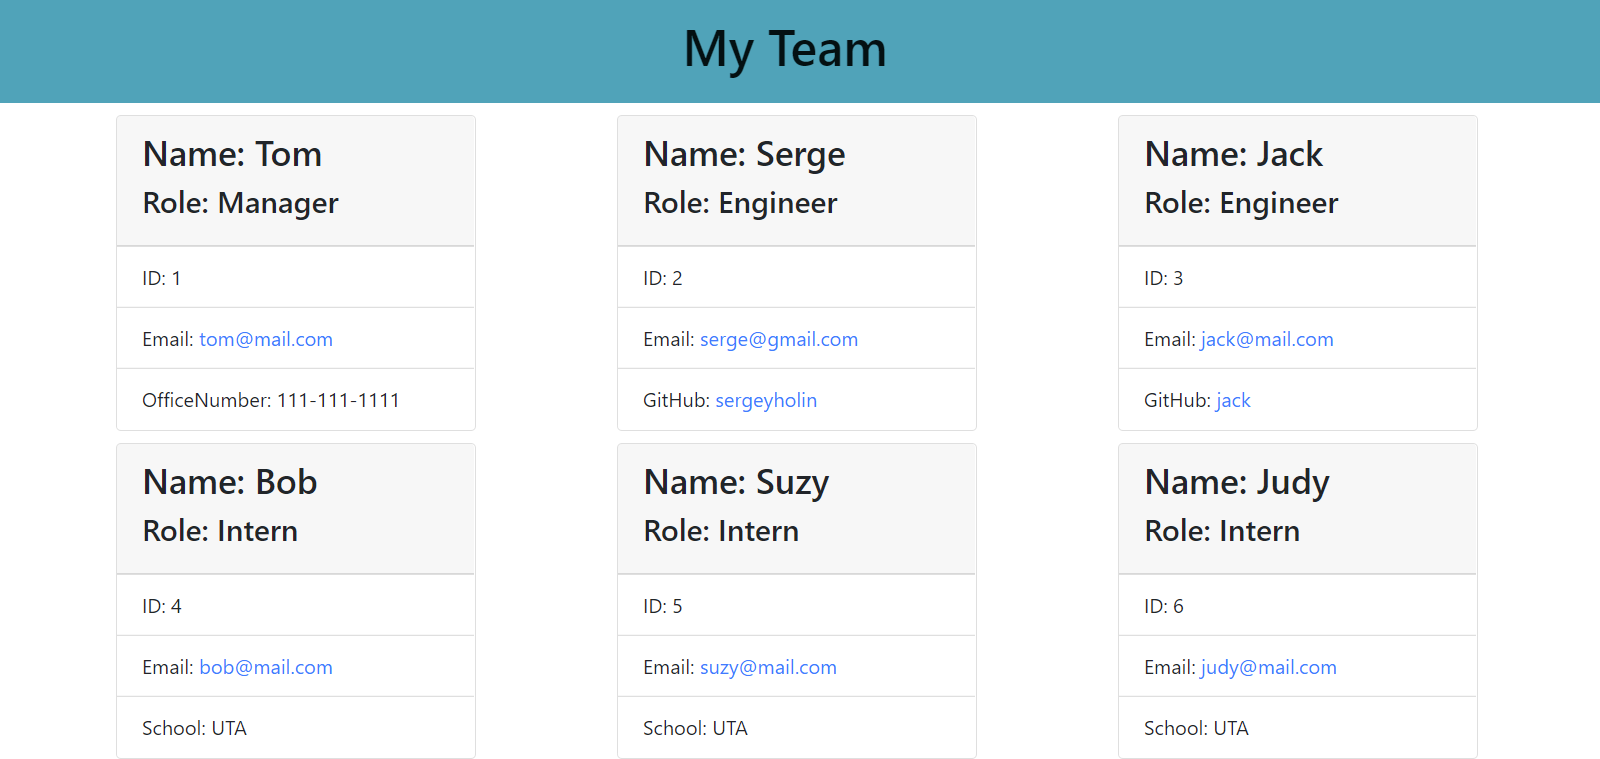 My Team
Name: Tom
Role: Manager
ID: 1
Email: tom@mail.com
OfficeNumber: 111-111-1111
Name: Serge
Role: Engineer
ID: 2
Email: serge@gmail.com
GitHub: sergeyholin
Name: Jack
Role: Engineer
ID: 3
Email: jack@mail.com
GitHub: jack
Name: Bob
Role: Intern
ID: 4
Email: bob@mail.com
School: UTA
Name: Suzy
Role: Intern
ID: 5
Email: suzy@mail.com
School: UTA
Name: Judy
Role: Intern
ID: 6
Email: judy@mail.com
School: UTA